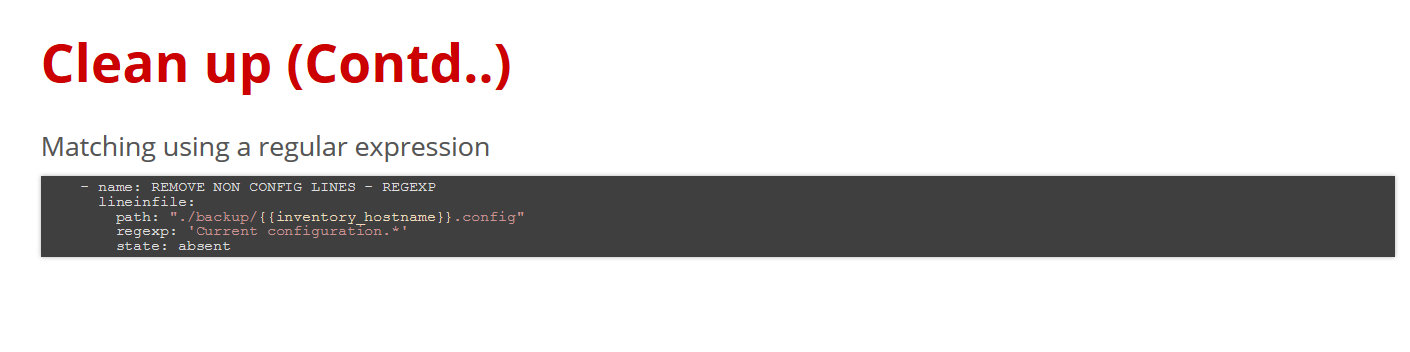 Clean up (Contd..)
Matching using a regular expression
- name: REMOVE NON CONFIG LINES - REGEXP
lineinfile:
path: "./backup/{{inventory_hostname}}.config"
regexp: 'Current configuration.*'
state: absent